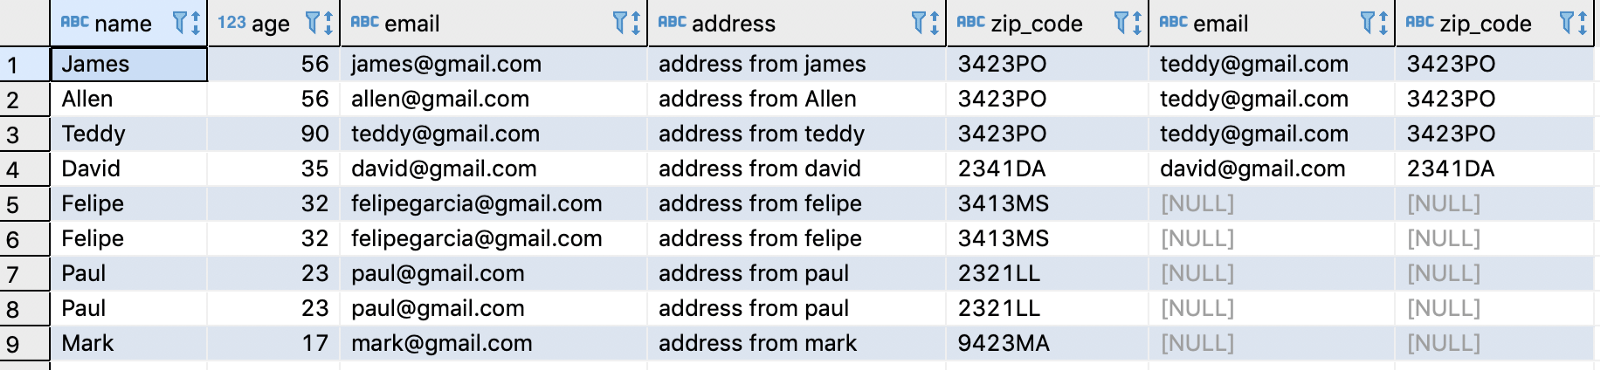 ABC name 123 age ABC email ABC address ABC zip_code ABC email ABC zip_code
1 James 56 james@gmail.com address from james 3423PO teddy@gmail.com 3423PO
2 Allen 56 allen@gmail.com address from Allen 3423PO teddy@gmail.com 3423PO
3 Teddy 90 teddy@gmail.com address from teddy 3423PO teddy@gmail.com 3423PO
4 David 35 david@gmail.com address from david 2341DA david@gmail.com 2341DA
5 Felipe 32 felipegarcia@gmail.com address from felipe 3413MS [NULL] [NULL]
6 Felipe 32 felipegarcia@gmail.com address from felipe 3413MS [NULL] [NULL]
7 Paul 23 paul@gmail.com address from paul 2321LL [NULL] [NULL]
8 Paul 23 paul@gmail.com address from paul 2321LL [NULL] [NULL]
9 Mark 17 mark@gmail.com address from mark 9423MA [NULL] [NULL]